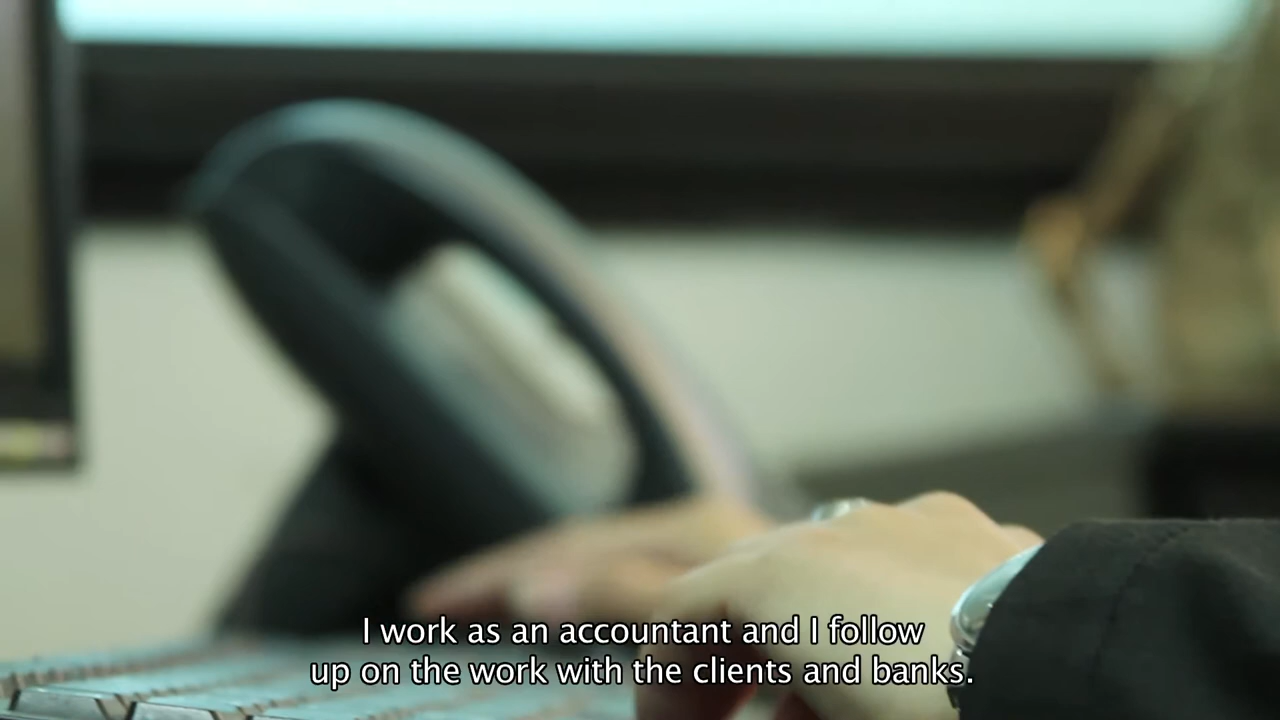 I work as an accountant and I follow
up on the work with the clients and banks.